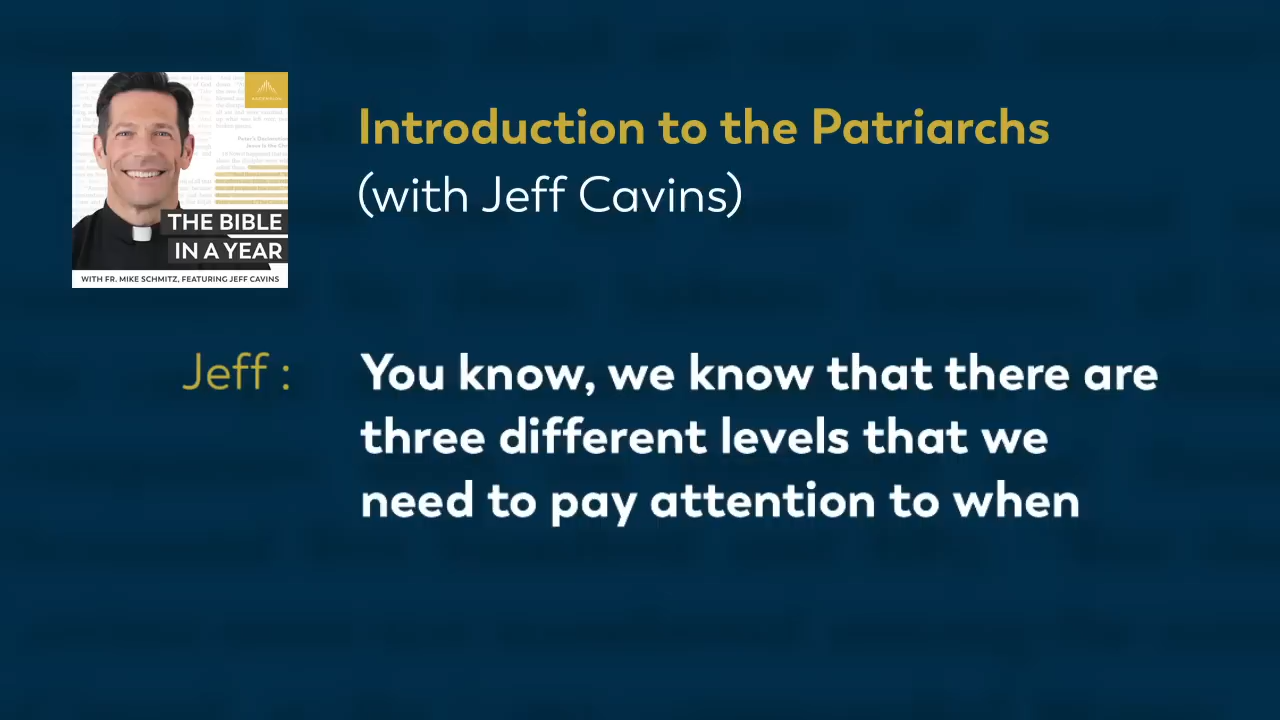 Introduction to the Patriarchs
(with Jeff Cavins)
THE BIBLE
IN A YEAR
WITH FR. MIKE SCHMITZ, FEATURING JEFF CAVINS
Jeff : You know, we know that there are
three different levels that we
need to pay attention to when